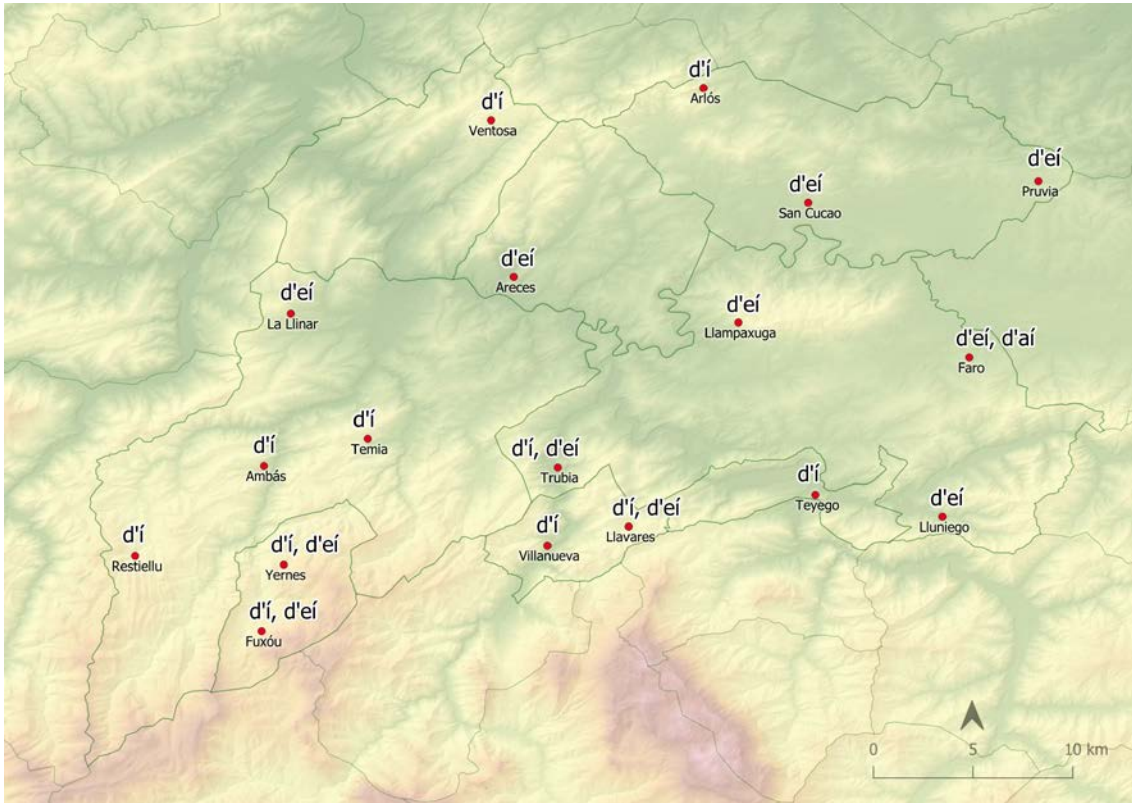 d'í
Arlós
d'í
Ventosa
d'eí
Pruvia
d'eí
San Cucao
d'eí
Areces
d'eí
La Llinar
d'eí
Llampaxuga
d'eí, d'aí
Faro
d'í
Temia
d'í
Ambás
d'í, d'eí
Trubia
d'í
Teyego
d'eí
Lluniego
d'í, d'eí
Llavares
d'í
Villanueva
d'í
Restiellu
d'í, d'eí
Yernes
d'í, d'eí
Fuxóu
0 5 10 km